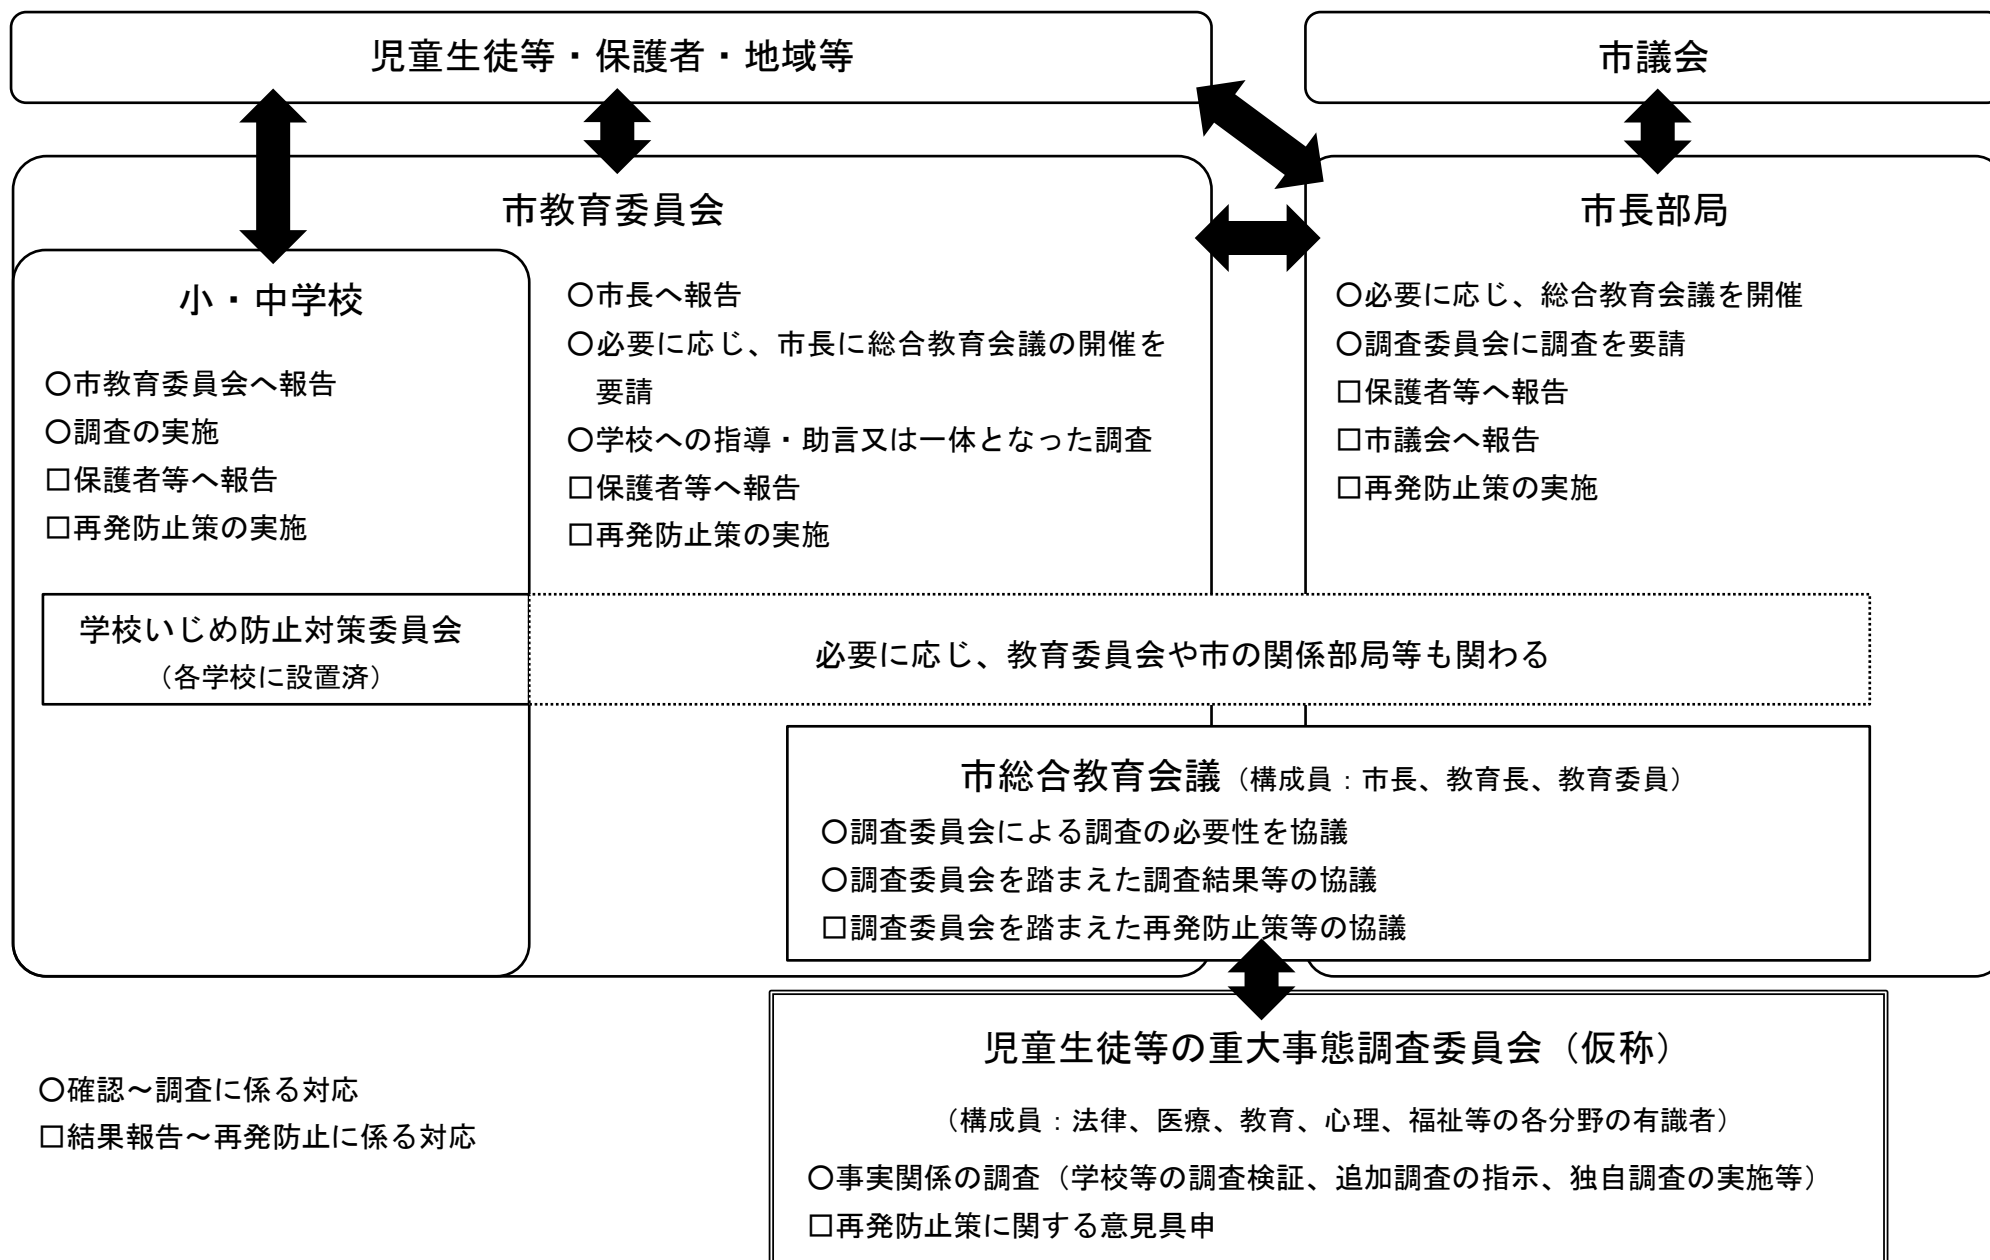 児童生徒等・保護者・地域等
市議会
市教育委員会
市長部局
小・中学校
〇市教育委員会へ報告
〇調査の実施
□保護者等へ報告
□再発防止策の実施
〇市長へ報告
〇必要に応じ、市長に総合教育会議の開催を
要請
〇学校への指導・助言又は一体となった調査
□保護者等へ報告
□再発防止策の実施
〇必要に応じ、総合教育会議を開催
〇調査委員会に調査を要請
□保護者等へ報告
□市議会へ報告
□再発防止策の実施
学校いじめ防止対策委員会
（各学校に設置済）
必要に応じ、教育委員会や市の関係部局等も関わる
市総合教育会議（構成員：市長、教育長、教育委員）
〇調査委員会による調査の必要性を協議
〇調査委員会を踏まえた調査結果等の協議
□調査委員会を踏まえた再発防止策等の協議
児童生徒等の重大事態調査委員会（仮称）
（構成員：法律、医療、教育、心理、福祉等の各分野の有識者）
〇事実関係の調査（学校等の調査検証、追加調査の指示、独自調査の実施等）
□再発防止策に関する意見具申
〇確認～調査に係る対応
□結果報告～再発防止に係る対応